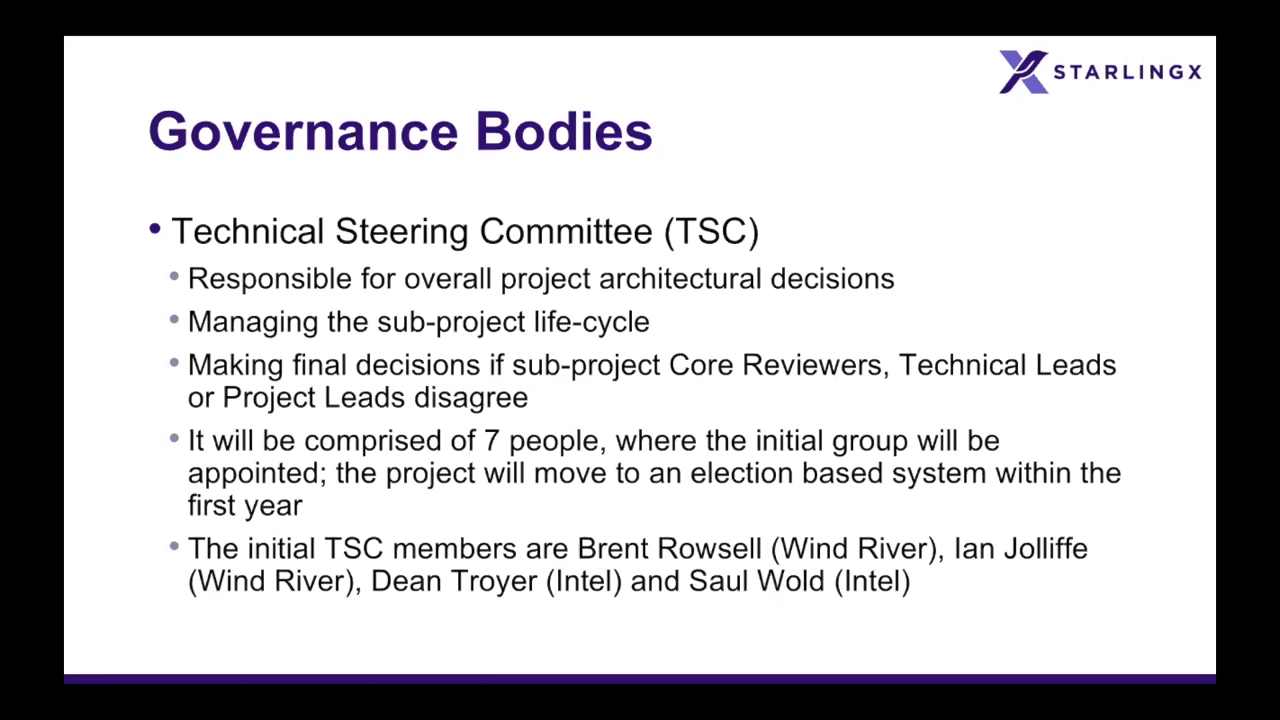 STARLINGX
Governance Bodies
• Technical Steering Committee (TSC)
• Responsible for overall project architectural decisions
• Managing the sub-project life-cycle
• Making final decisions if sub-project Core Reviewers, Technical Leads
or Project Leads disagree
• It will be comprised of 7 people, where the initial group will be
appointed; the project will move to an election based system within the
first year
• The initial TSC members are Brent Rowsell (Wind River), Ian Jolliffe
(Wind River), Dean Troyer (Intel) and Saul Wold (Intel)